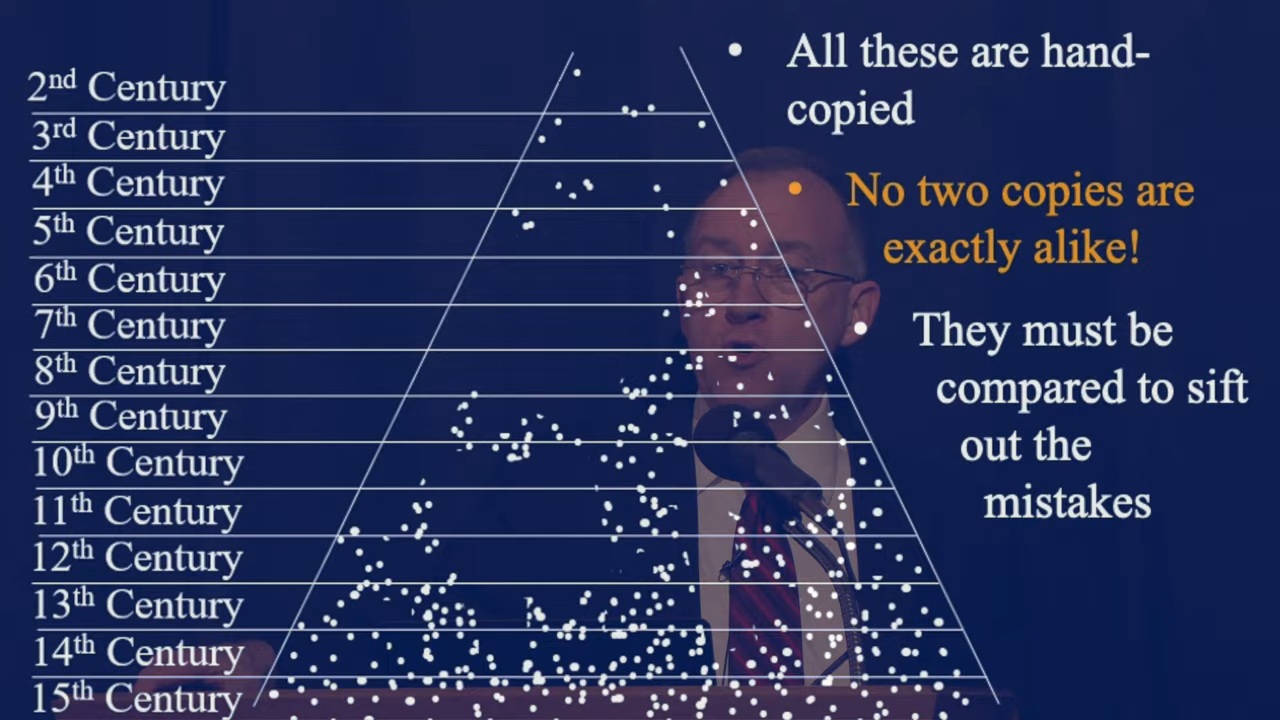 2nd Century
3rd Century
4th Century
5th Century
6th Century
7th Century
8th Century
9th Century
10th Century
11th Century
12th Century
13th Century
14th Century
15th Century
• All these are hand-
copied
• No two copies are
exactly alike!
• They must be
compared to sift
out the
mistakes